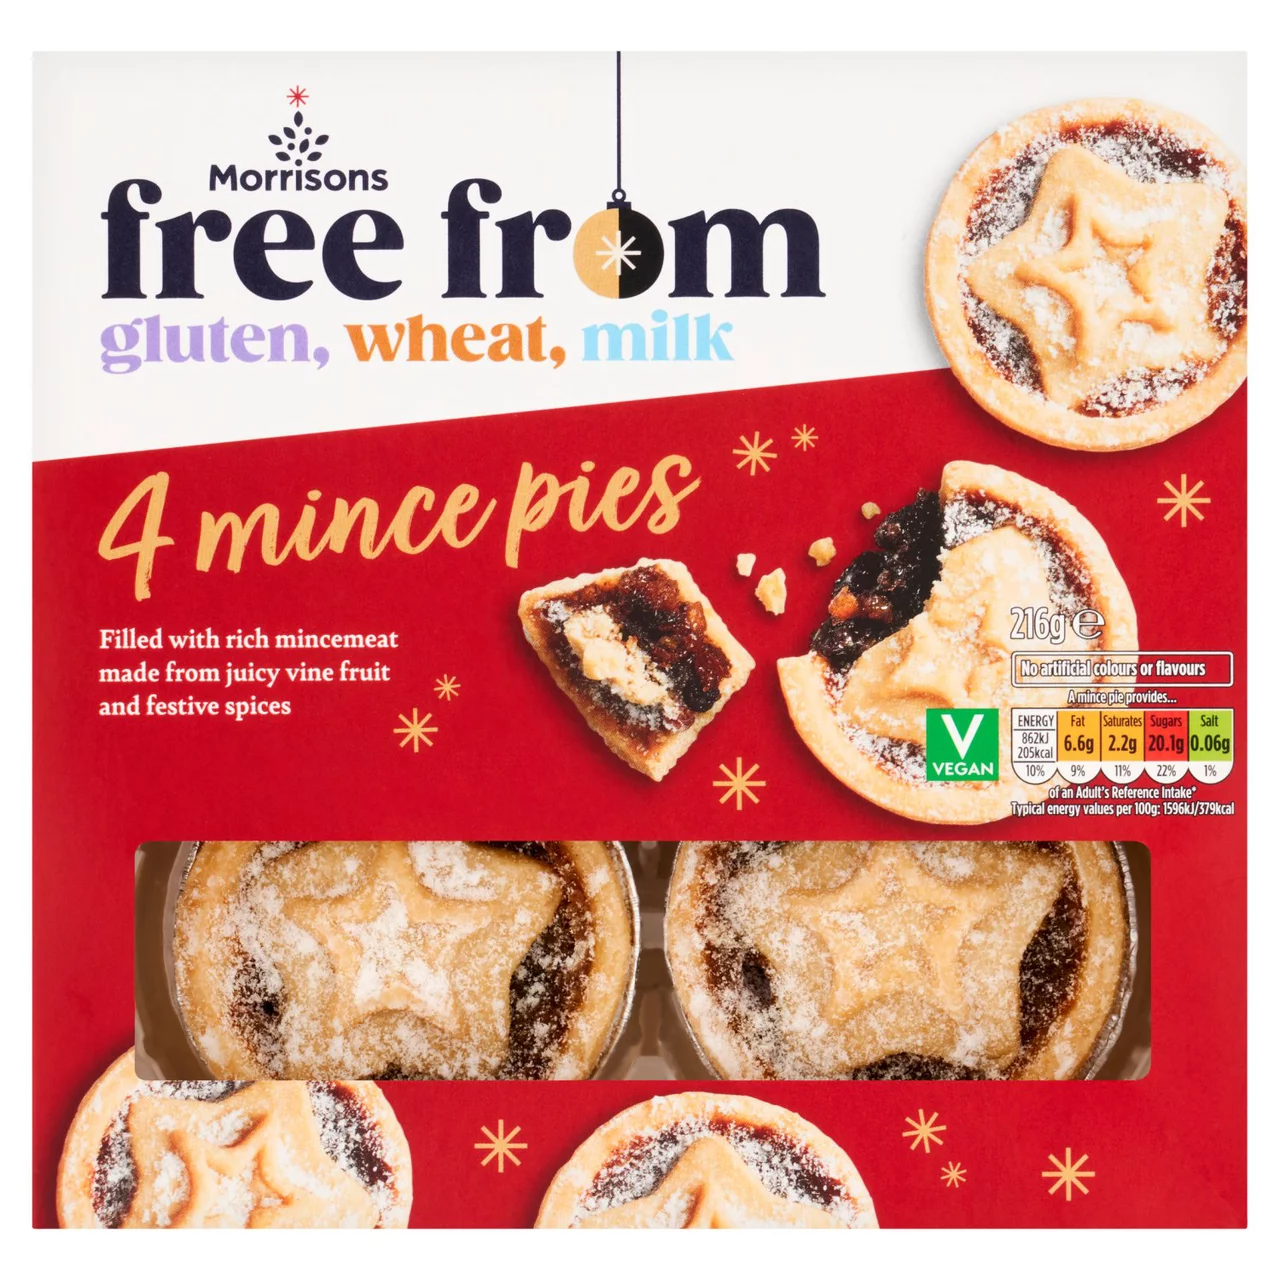 Morrisons
free from
gluten, wheat, milk
4 mince pies
Filled with rich mincemeat
made from juicy vine fruit
and festive spices
216g ℮
No artificial colours or flavours
A mince pie provides...
ENERGY Fat Saturates Sugars Salt
862kJ
205kcal 6.6g 2.2g 20.1g 0.06g
10% 9% 11% 22% 1%
of an Adult's Reference Intake*
Typical energy values per 100g: 1596kJ/379kcal
V
VEGAN